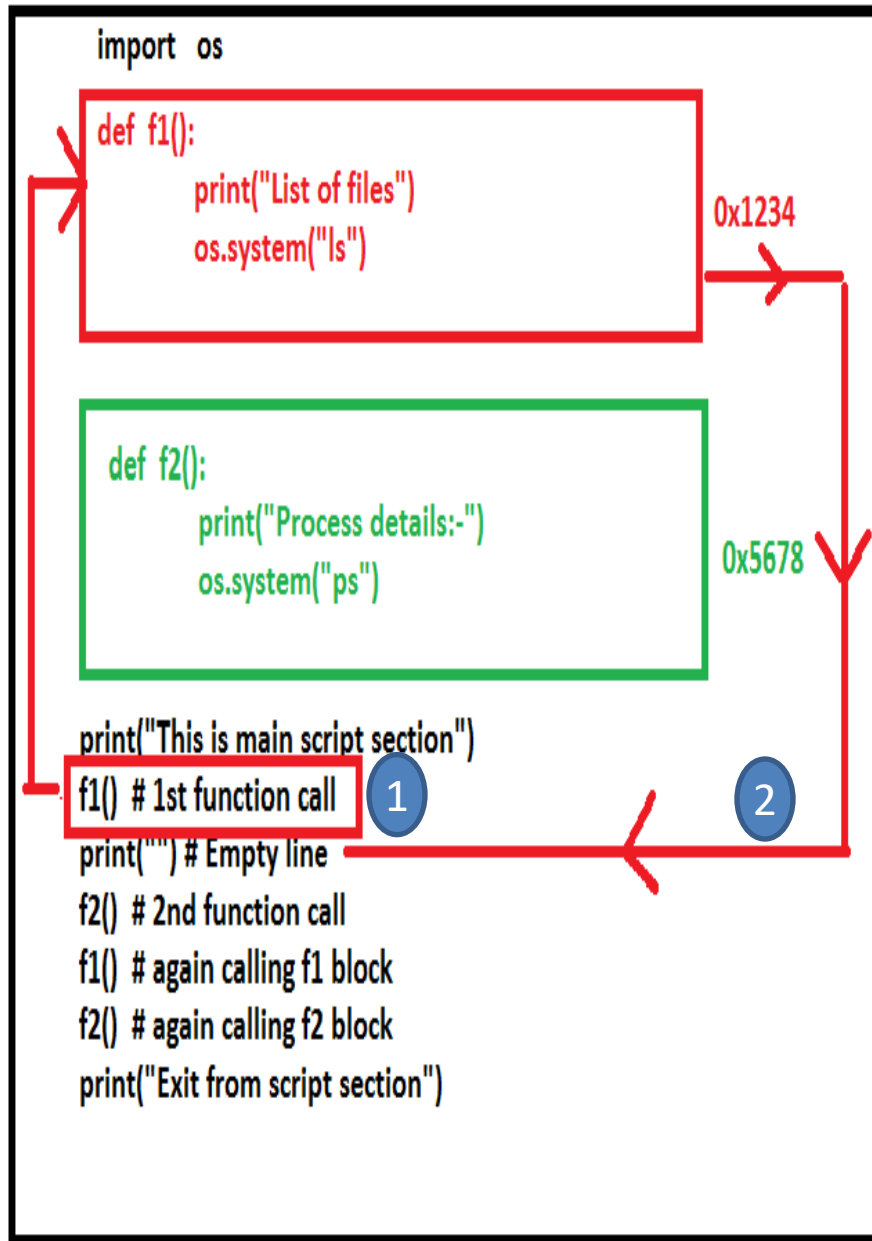 import os
def f1():
print("List of files")
os.system("ls")
0x1234
def f2():
print("Process details:-")
os.system("ps")
0x5678
print("This is main script section")
f1() # 1st function call
1
2
print("") # Empty line
f2() # 2nd function call
f1() # again calling f1 block
f2() # again calling f2 block
print("Exit from script section")